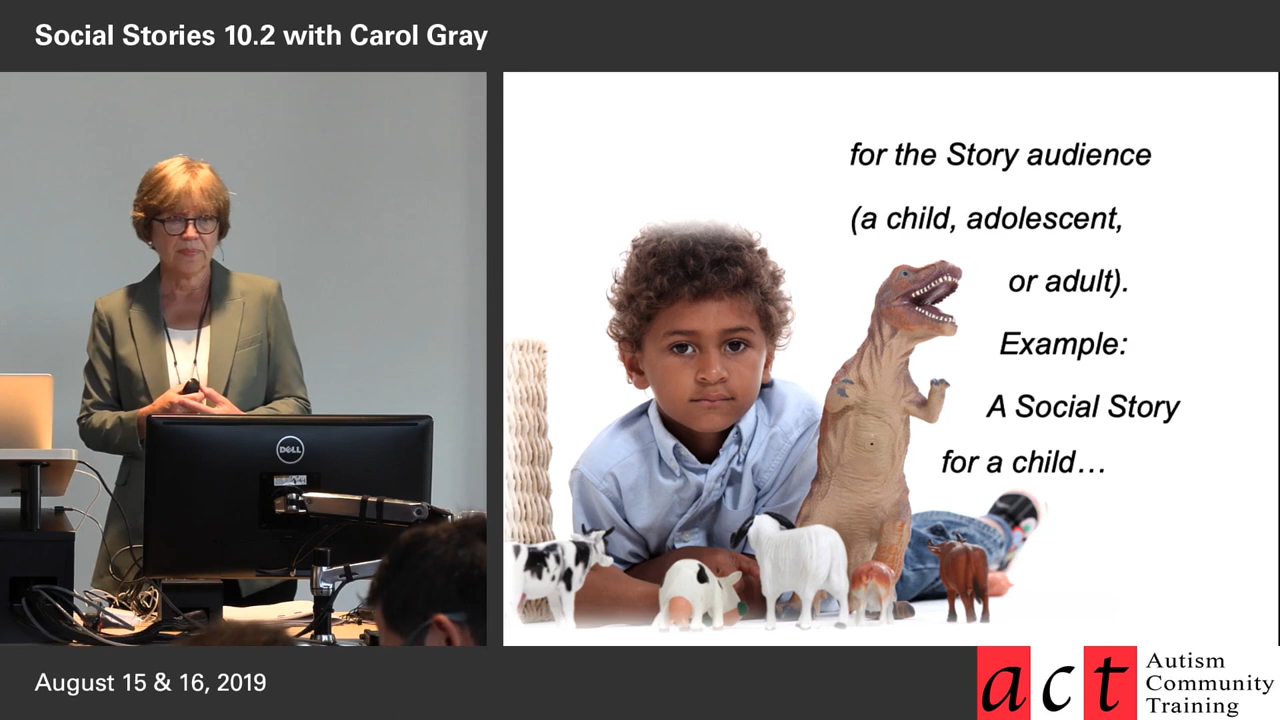 Social Stories 10.2 with Carol Gray
for the Story audience
(a child, adolescent,
or adult).
Example:
A Social Story
for a child…
DELL
August 15 & 16, 2019
act
Autism
Community
Training